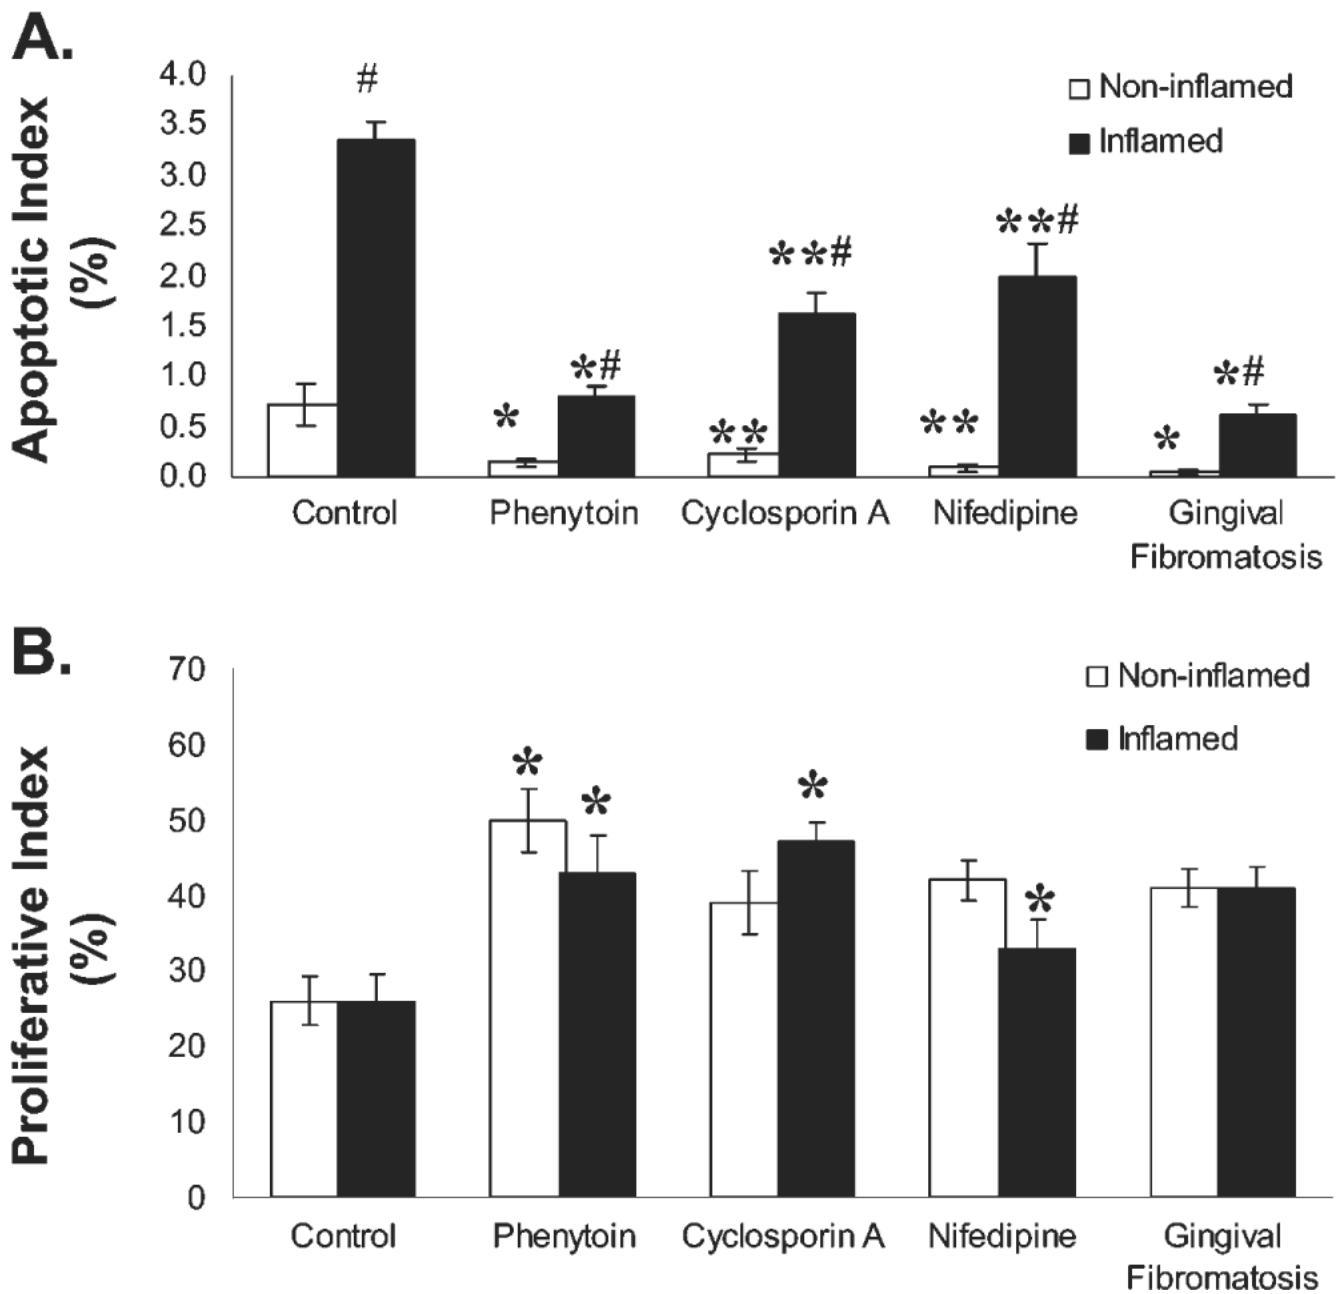 A.
Apoptotic Index
(%)
4.0
3.5
3.0
2.5
2.0
1.5
1.0
0.5
0.0
#
*
*#
**
**#
**
**#
*
*#
Non-inflamed
Inflamed
Control
Phenytoin
Cyclosporin A
Nifedipine
Gingival
Fibromatosis
B.
Proliferative Index
(%)
70
60
50
40
30
20
10
0
*
*
*
*
Non-inflamed
Inflamed
Control
Phenytoin
Cyclosporin A
Nifedipine
Gingival
Fibromatosis